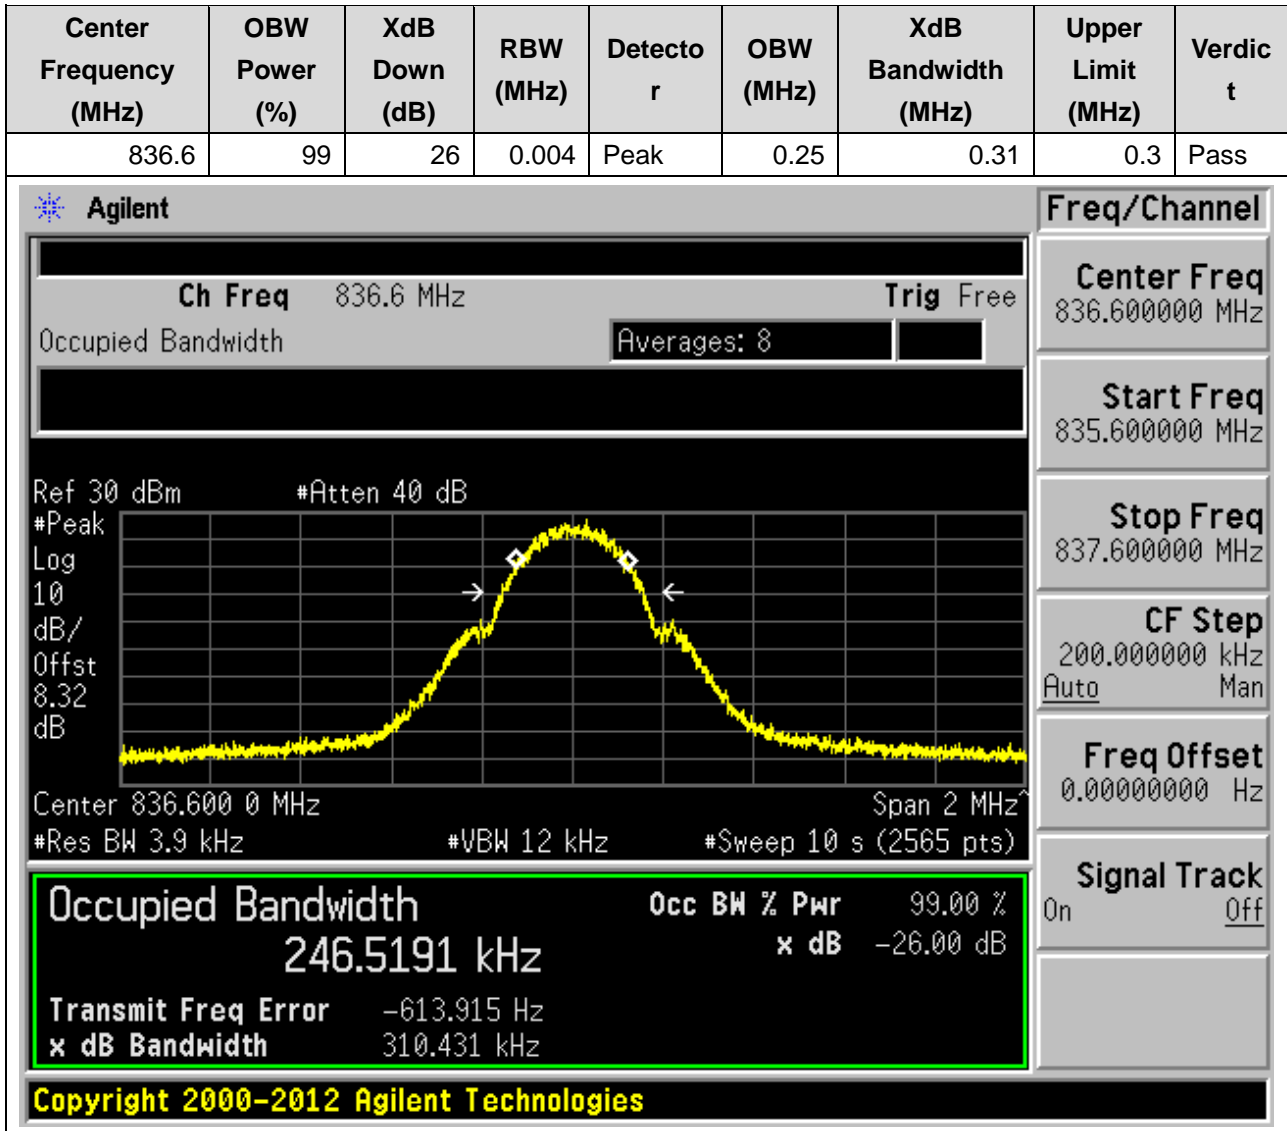 Center Frequency (MHz) OBW Power (%) XdB Down (dB) RBW (MHz) Detecto r OBW (MHz) XdB Bandwidth (MHz) Upper Limit (MHz) Verdic t
836.6 99 26 0.004 Peak 0.25 0.31 0.3 Pass
Agilent
Freq/Channel
Ch Freq 836.6 MHz Trig Free
Occupied Bandwidth Averages: 8
Center Freq
836.600000 MHz
Start Freq
835.600000 MHz
Stop Freq
837.600000 MHz
CF Step
200.000000 kHz
Auto Man
Freq Offset
0.00000000 Hz
Signal Track
On Off
Ref 30 dBm #Atten 40 dB
#Peak
Log
10
dB/
Offst
8.32
dB
Center 836.600 0 MHz Span 2 MHz^
#Res BW 3.9 kHz #VBW 12 kHz #Sweep 10 s (2565 pts)
Occupied Bandwidth Occ BW % Pwr 99.00 %
246.5191 kHz x dB -26.00 dB
Transmit Freq Error -613.915 Hz
x dB Bandwidth 310.431 kHz
Copyright 2000-2012 Agilent Technologies